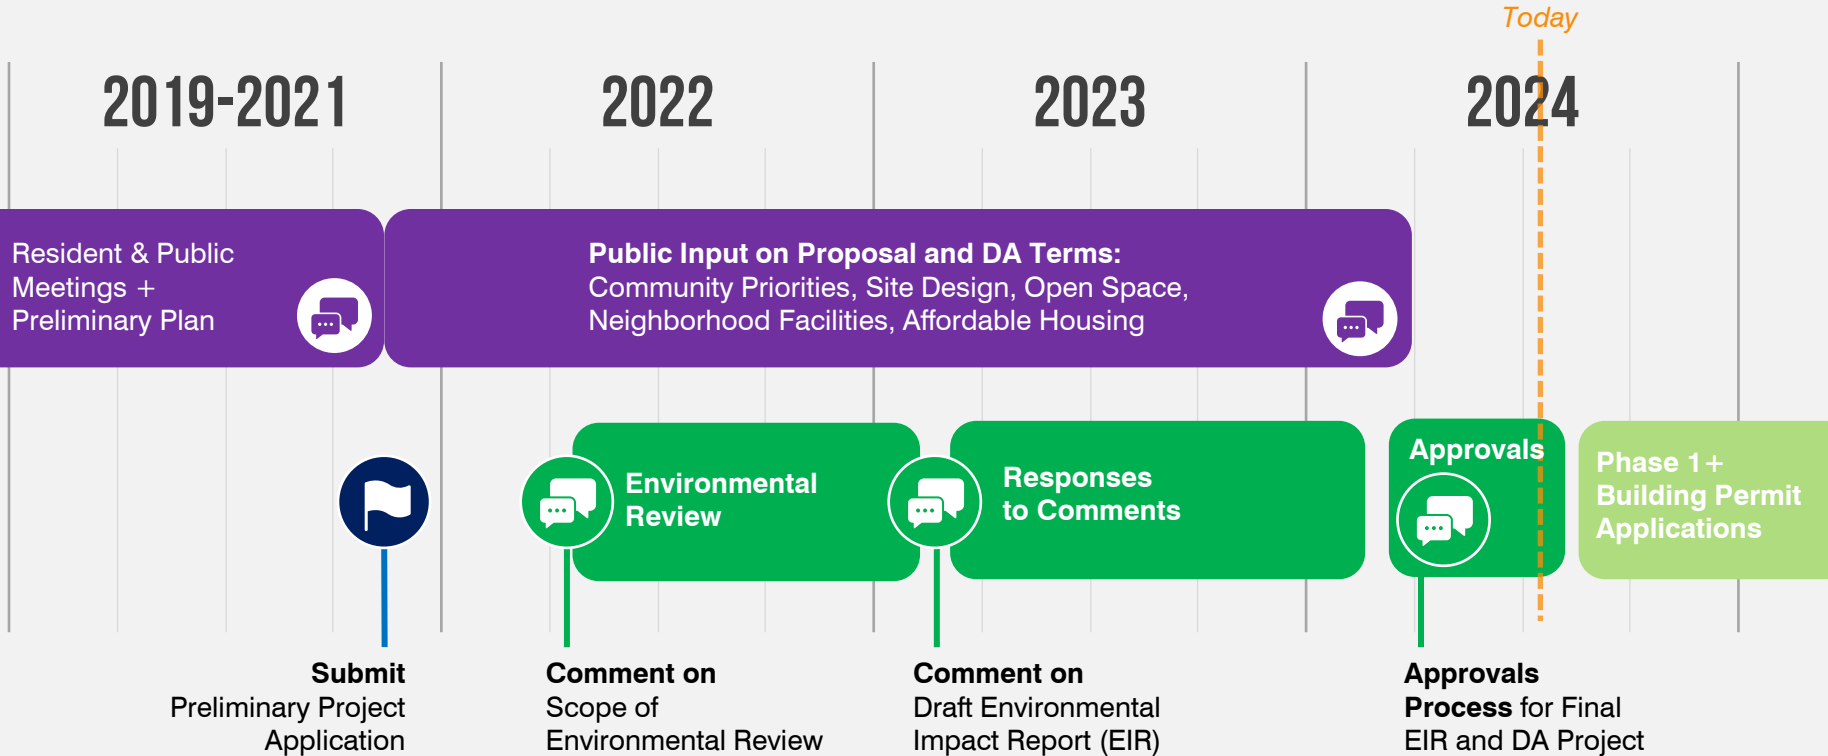 Today
2019-2021
2022
2023
2024
Resident & Public
Meetings +
Preliminary Plan
Public Input on Proposal and DA Terms:
Community Priorities, Site Design, Open Space,
Neighborhood Facilities, Affordable Housing
Environmental
Review
Responses
to Comments
Approvals
Phase 1+
Building Permit
Applications
Submit
Preliminary Project
Application
Comment on
Scope of
Environmental Review
Comment on
Draft Environmental
Impact Report (EIR)
Approvals
Process for Final
EIR and DA Project